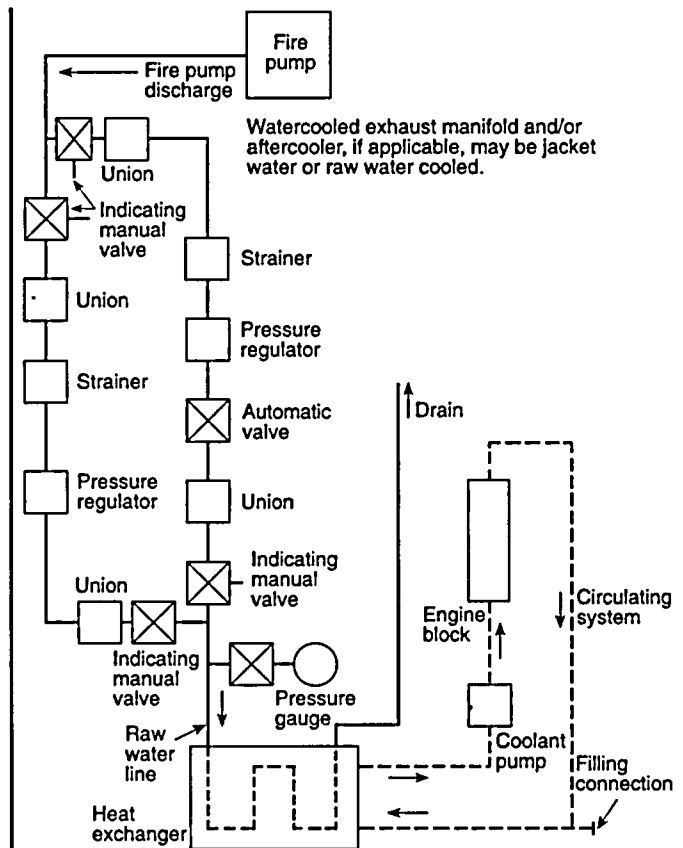 Fire
pump
Fire pump
discharge
Watercooled exhaust manifold and/or
aftercooler, if applicable, may be jacket
water or raw water cooled.
Union
Indicating
manual
valve
Strainer
Union
Pressure
regulator
Strainer
Automatic
valve
Drain
Pressure
regulator
Union
Union
Indicating
manual
valve
Indicating
manual
valve
Engine
block
Circulating
system
Pressure
gauge
Raw
water
line
Coolant
pump
Filling
connection
Heat
exchanger